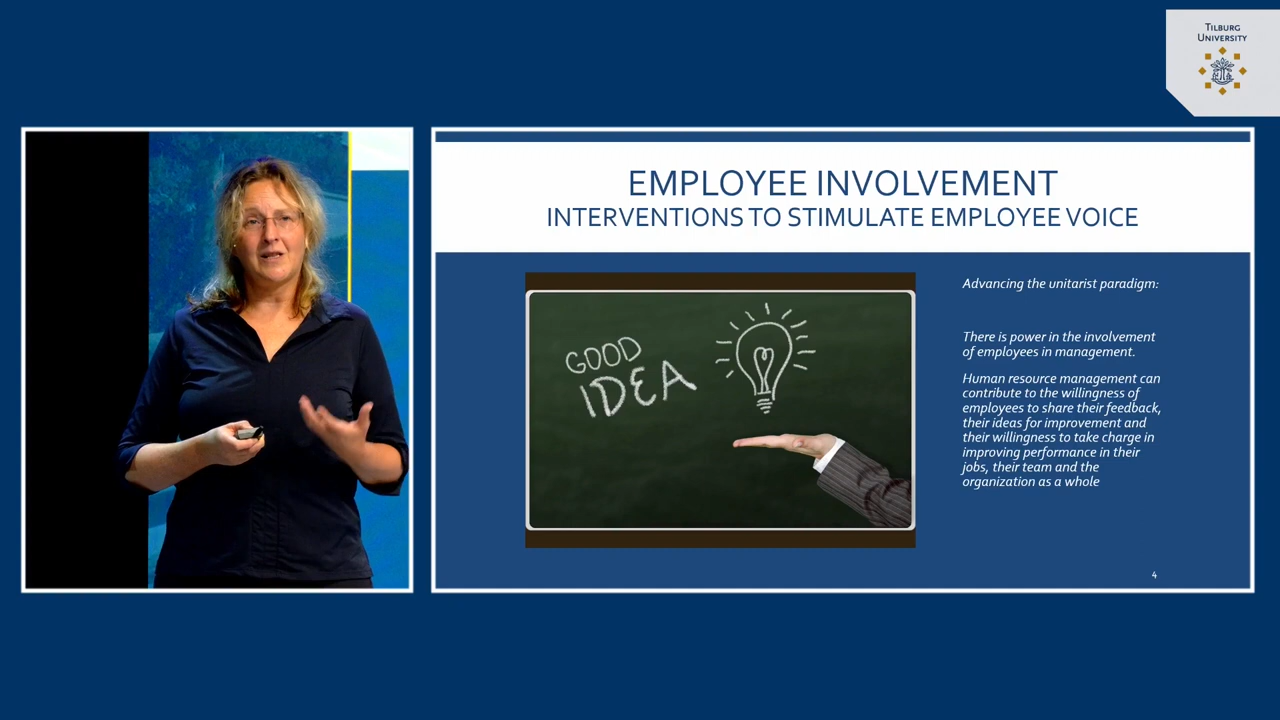 TILBURG
UNIVERSITY
EMPLOYEE INVOLVEMENT
INTERVENTIONS TO STIMULATE EMPLOYEE VOICE
GOOD
IDEA
Advancing the unitarist paradigm:
There is power in the involvement
of employees in management.
Human resource management can
contribute to the willingness of
employees to share their feedback,
their ideas for improvement and
their willingness to take charge in
improving performance in their
jobs, their team and the
organization as a whole
4